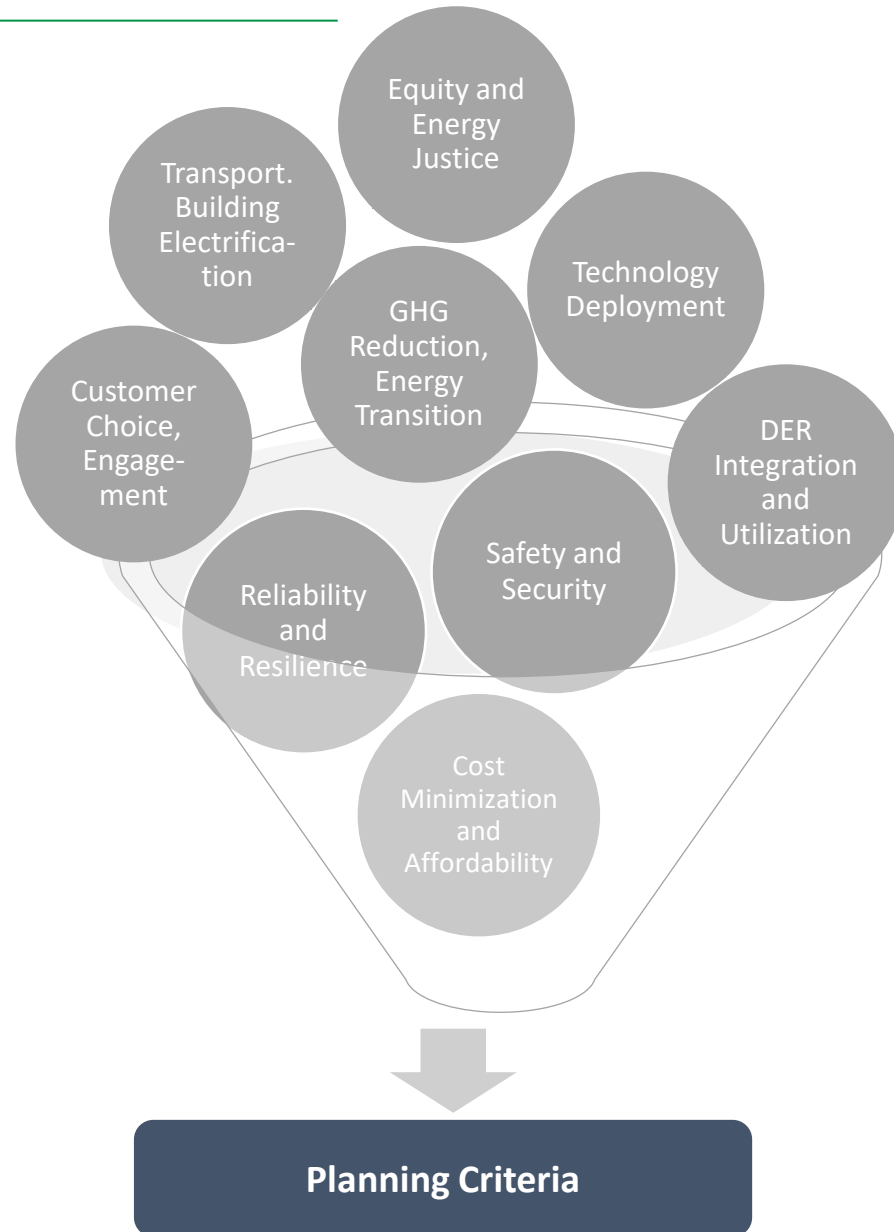 Equity and
Energy
Justice
Transport.
Building
Electrifica-
tion
Technology
Deployment
GHG
Reduction,
Energy
Transition
Customer
Choice,
Engage-
ment
DER
Integration
and
Utilization
Safety and
Security
Reliability
and
Resilience
Cost
Minimization
and
Affordability
Planning Criteria